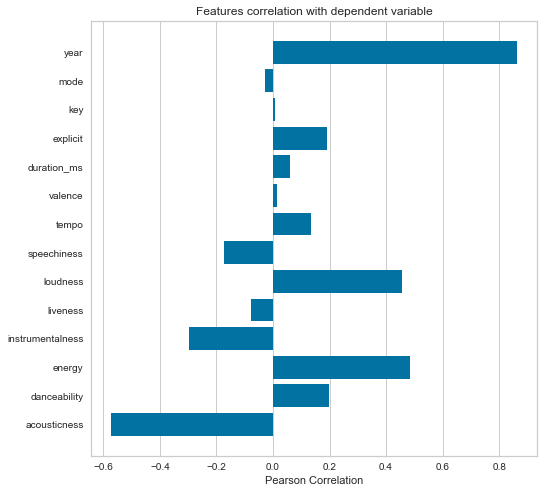 Features correlation with dependent variable
year
mode
key
explicit
duration_ms
valence
tempo
speechiness
loudness
liveness
instrumentalness
energy
danceability
acousticness
−0.6 −0.4 −0.2 0.0 0.2 0.4 0.6 0.8
Pearson Correlation